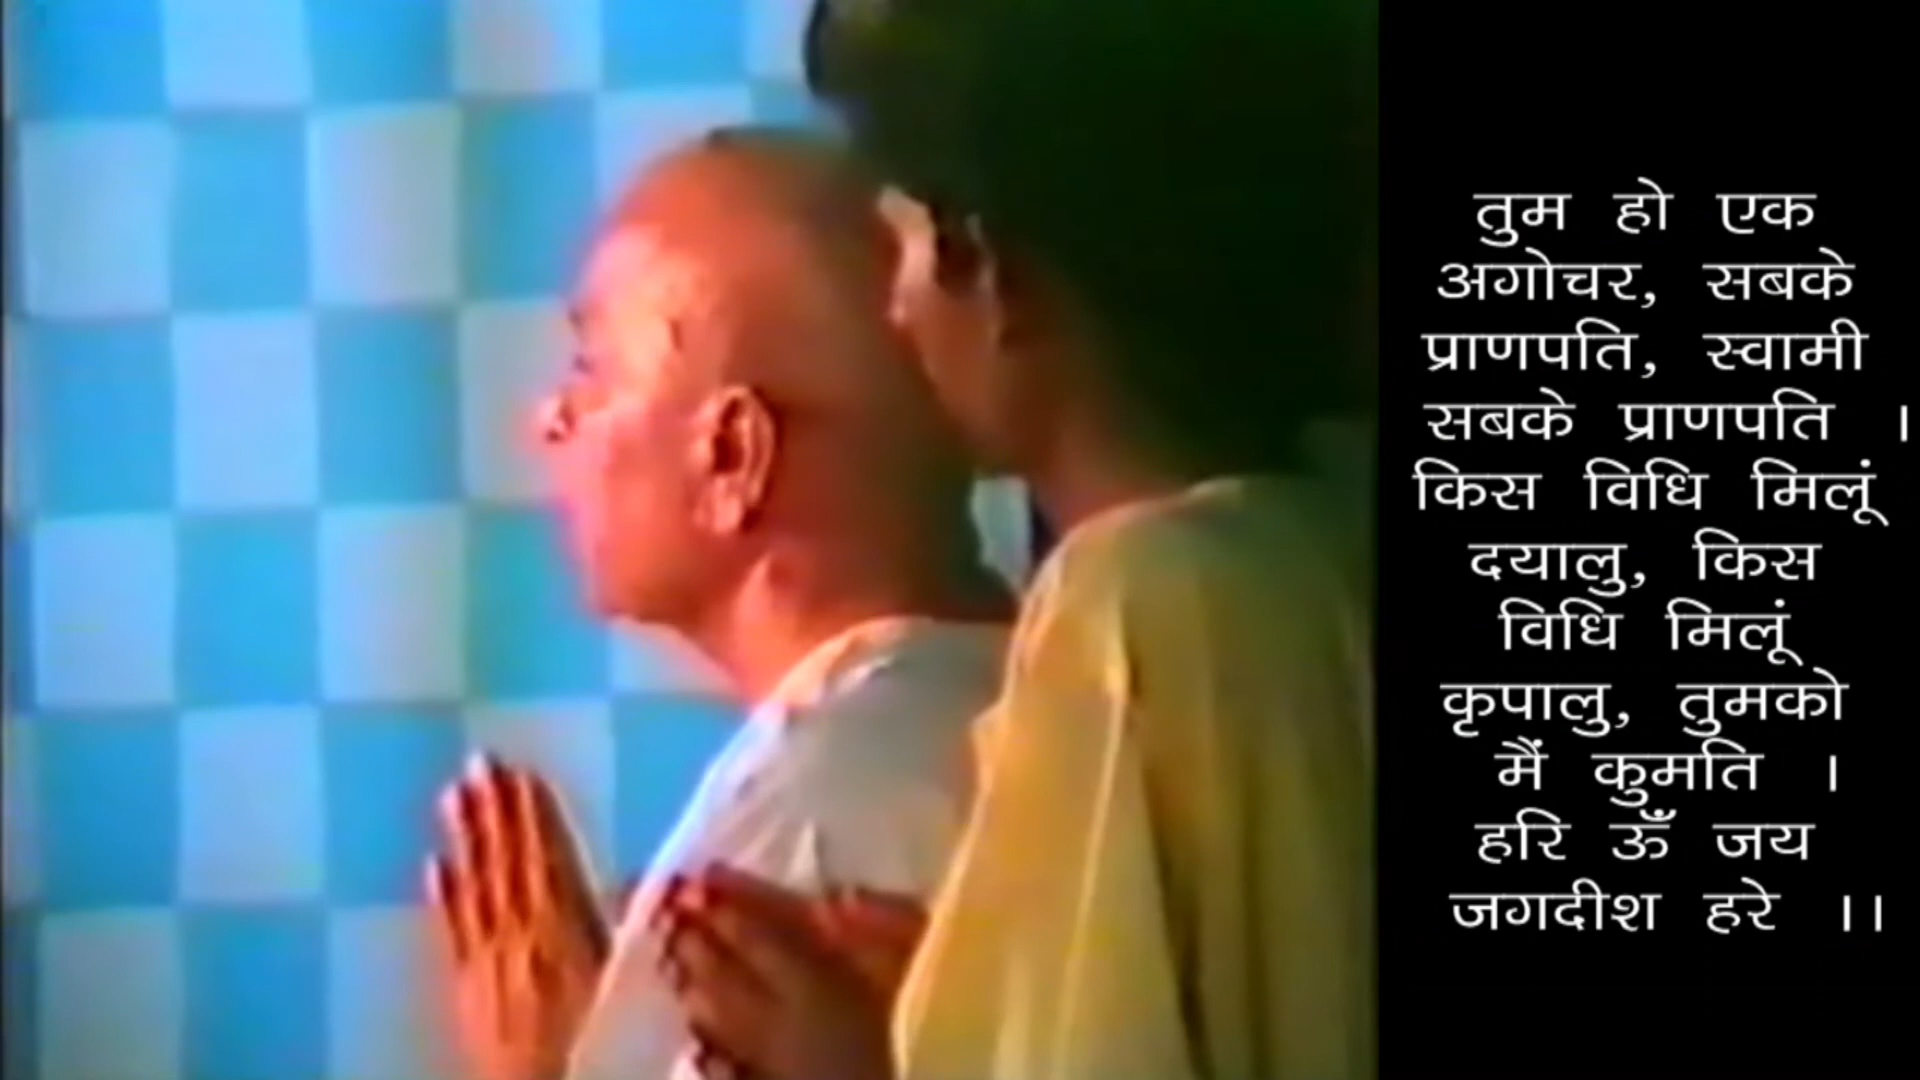 तुम हो एक
अगोचर, सबके
प्राणपति, स्वामी
सबके प्राणपति ।
किस विधि मिलूं
दयालु, किस
विधि मिलूं
कृपालु, तुमको
मैं कुमति ।
हरि ऊँ जय
जगदीश हरे ।।